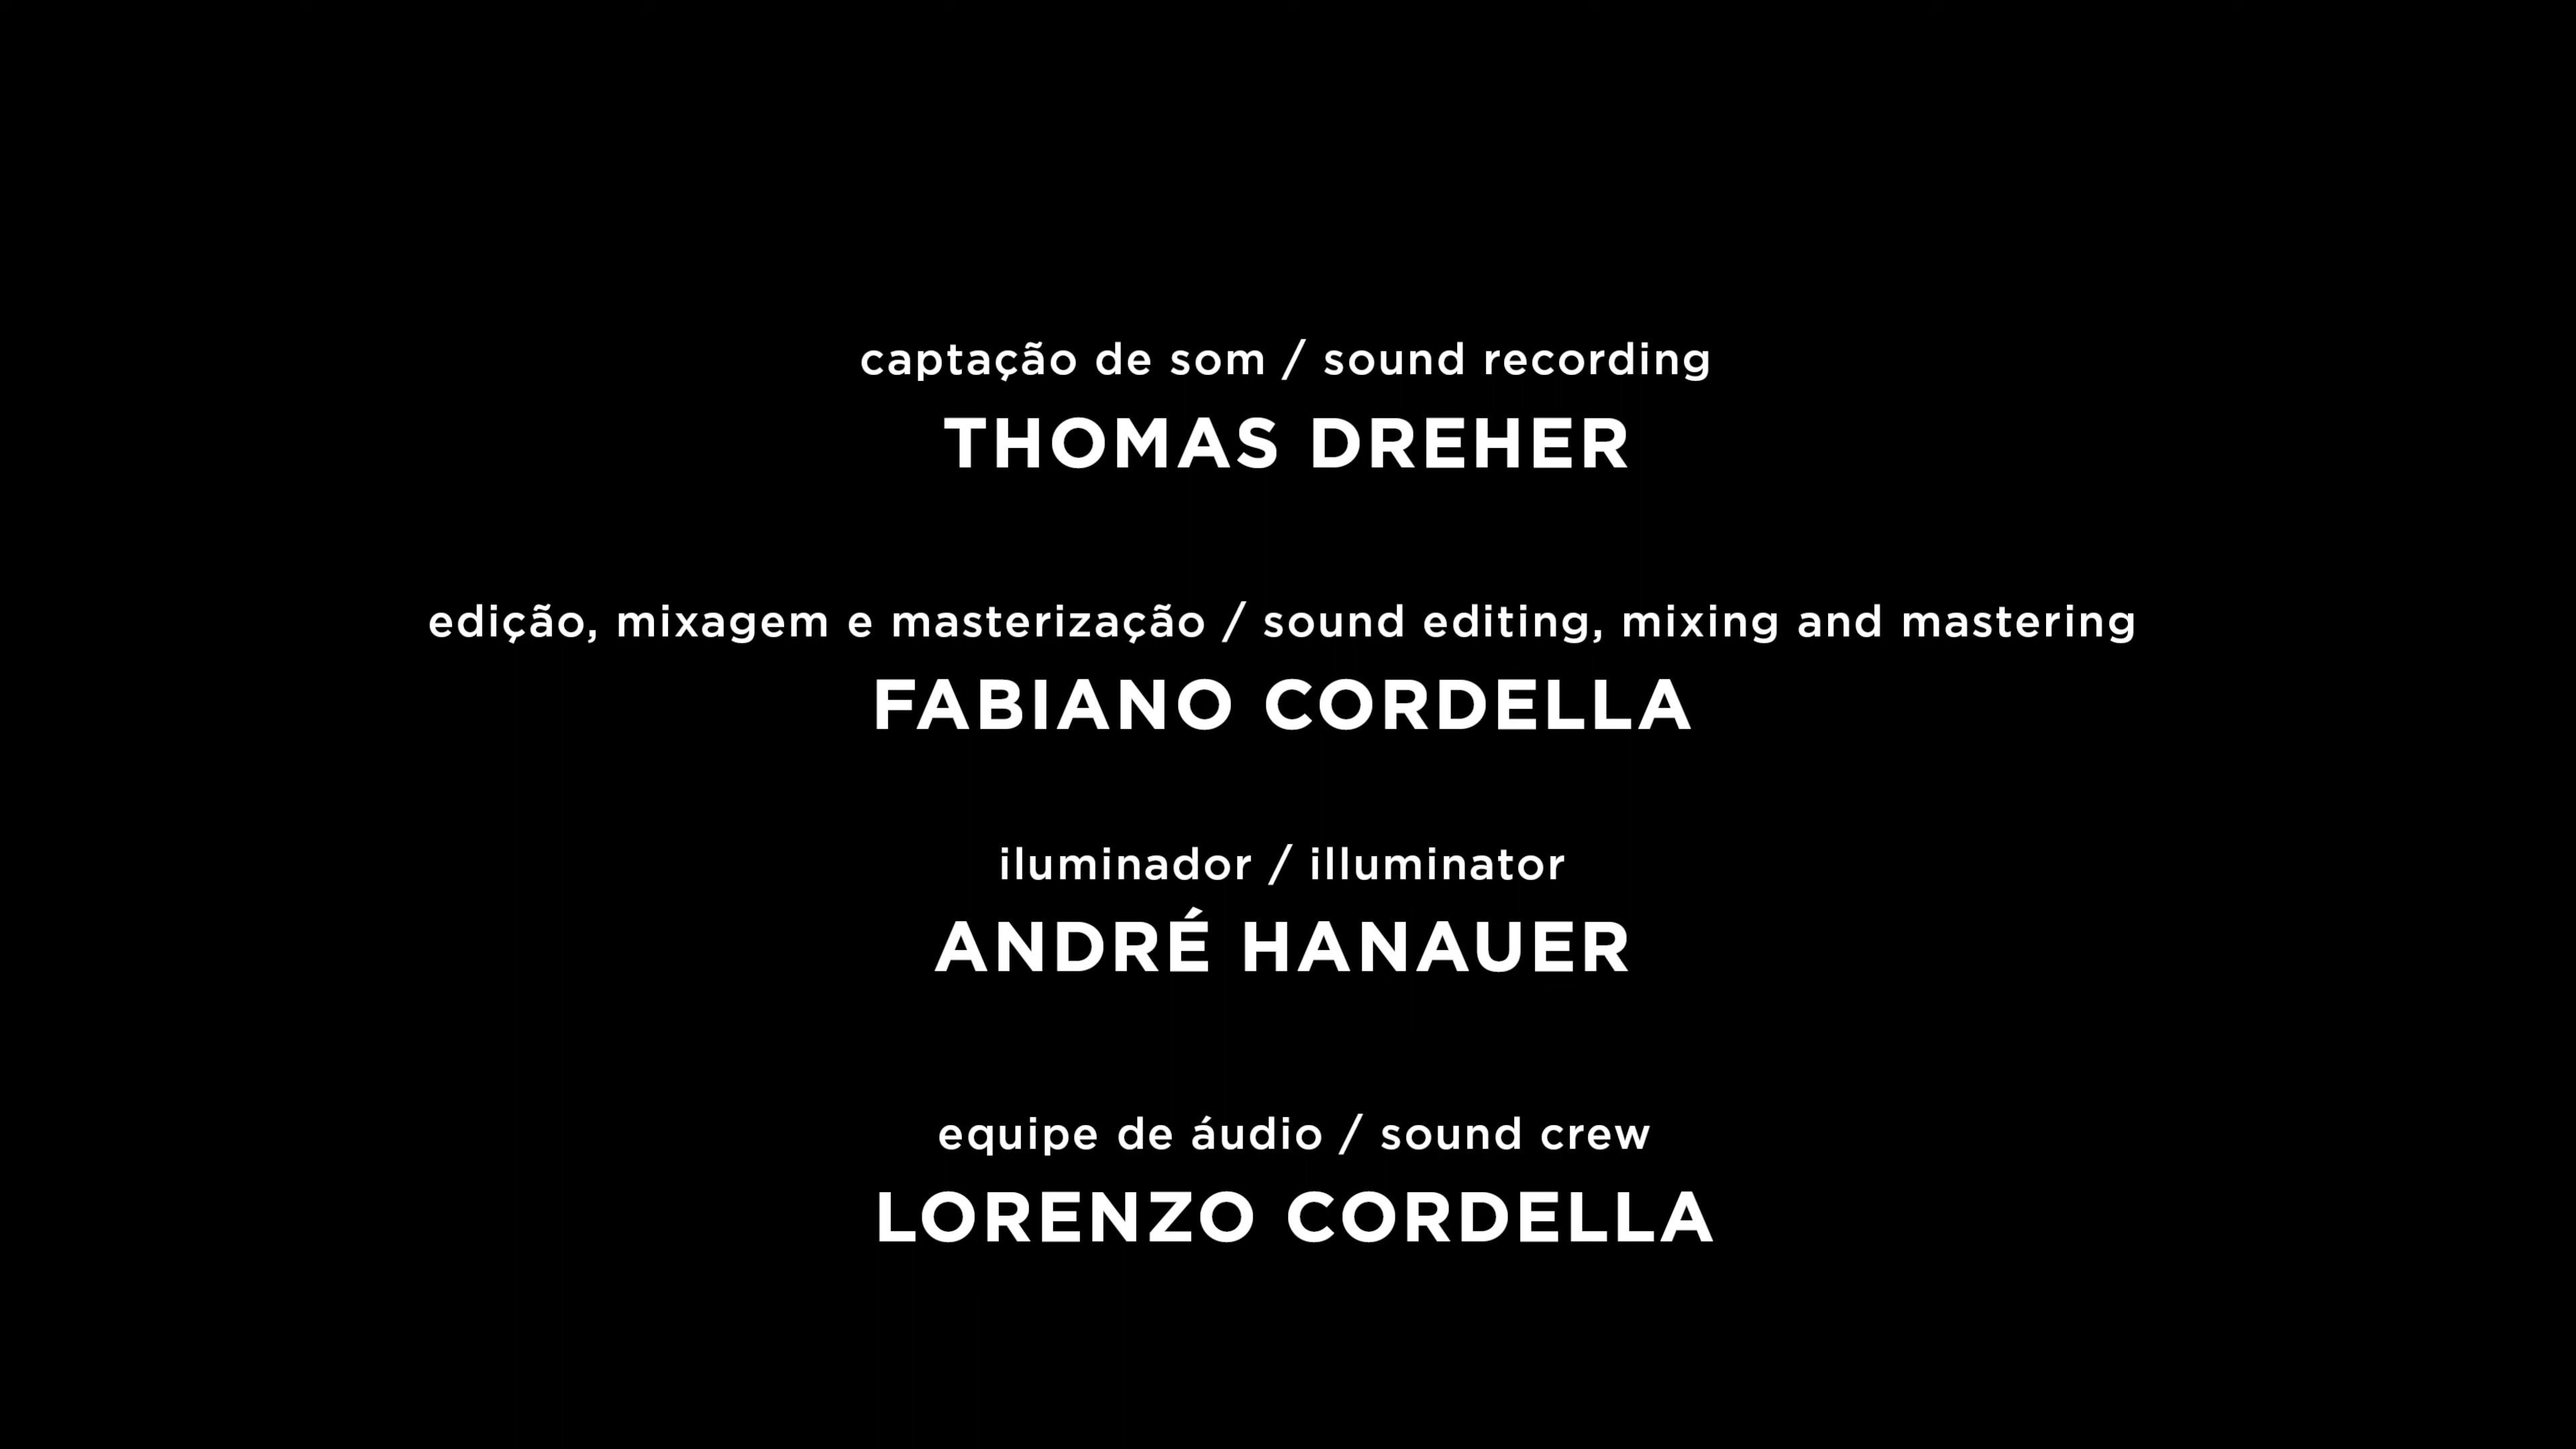 captação de som / sound recording
THOMAS DREHER
edição, mixagem e masterização / sound editing, mixing and mastering
FABIANO CORDELLA
iluminador / illuminator
ANDRÉ HANAUER
equipe de áudio / sound crew
LORENZO CORDELLA